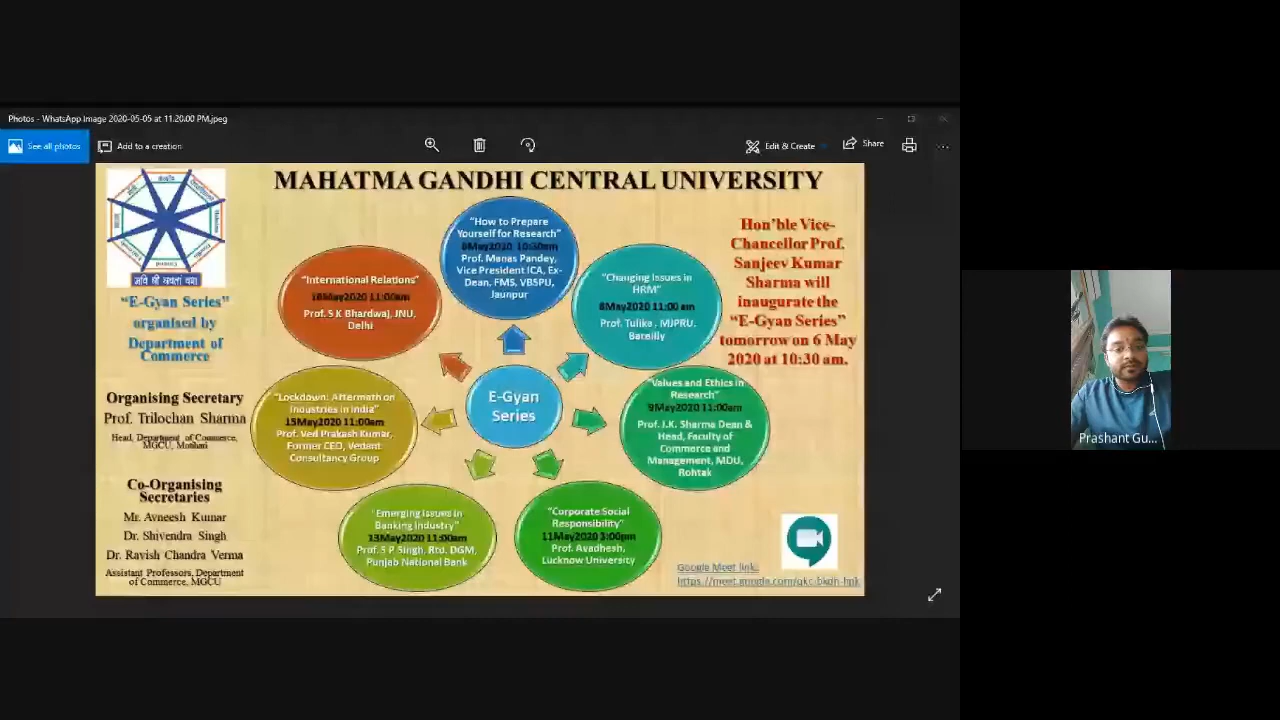 Photos - WhatsApp Image 2020-05-05 at 11.20.00 PM.jpeg
See all photos
Add to a creation
Edit & Create
Share
MAHATMA GANDHI CENTRAL UNIVERSITY
"E-Gyan Series"
organised by
Department of
Commerce
Organising Secretary
Prof. Trilochan Sharma
Head, Department of Commerce,
MGCU, Motihari
Co-Organising
Secretaries
Mr. Avneesh Kumar
Dr. Shivendra Singh
Dr. Ravish Chandra Verma
Assistant Professors, Department
of Commerce, MGCU
"How to Prepare
Yourself for Research"
6May2020 10:30am
Prof. Manas Pandey,
Vice President ICA, Ex-
Dean, FMS, VBSPU,
Jaunpur
"Changing Issues in
HRM"
8May2020 11:00 am
Prof. Tulika, MJPRU,
Bareilly
"Values and Ethics in
Research"
9May2020 11:00am
Prof. J.K. Sharma Dean &
Head, Faculty of
Commerce and
Management, MDU,
Rohtak
"Corporate Social
Responsibility"
11May2020 3:00pm
Prof. Avadhesh,
Lucknow University
"Emerging Issues in
Banking Industry"
13May2020 11:00am
Prof. S P Singh, Rtd. DGM,
Punjab National Bank
"Lockdown: Aftermath on
Industries in India"
15May2020 11:00am
Prof. Ved Prakash Kumar,
Former CEO, Vedant
Consultancy Group
"International Relations"
11:00am
Prof. S K Bhardwaj, JNU,
Delhi
E-Gyan
Series
Hon'ble Vice-
Chancellor Prof.
Sanjeev Kumar
Sharma will
inaugurate the
"E-Gyan Series"
tomorrow on 6 May
2020 at 10:30 am.
Google Meet link:
Prashant Gu...